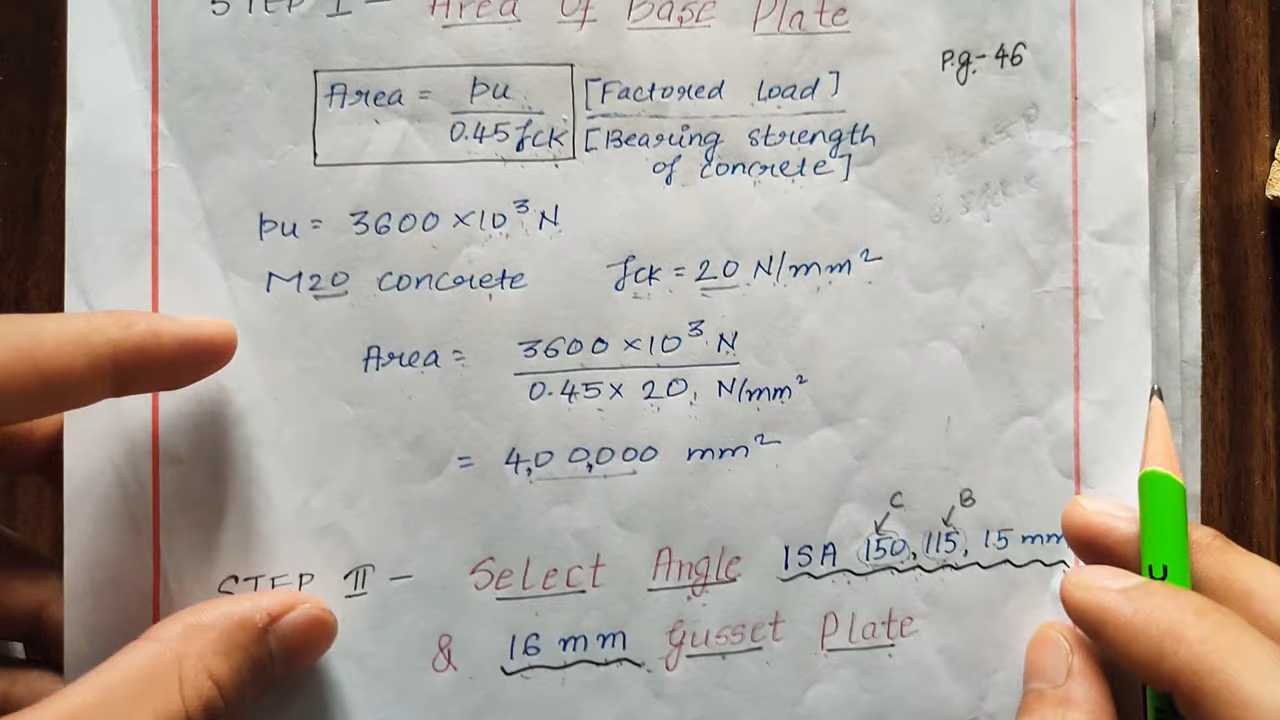 STEP I - Area Of Base Plate
P.g.- 46
Area = pu / 0.45fck [Factored Load] / [Bearing strength
of concrete]
pu = 3600 ×10³ N
M20 concrete fck = 20 N/mm²
Area = 3600 ×10³ N
0.45 × 20 N/mm²
= 4,00,000 mm²
C B
STEP II - Select Angle ISA 150, 115, 15 mm
& 16 mm Gusset Plate